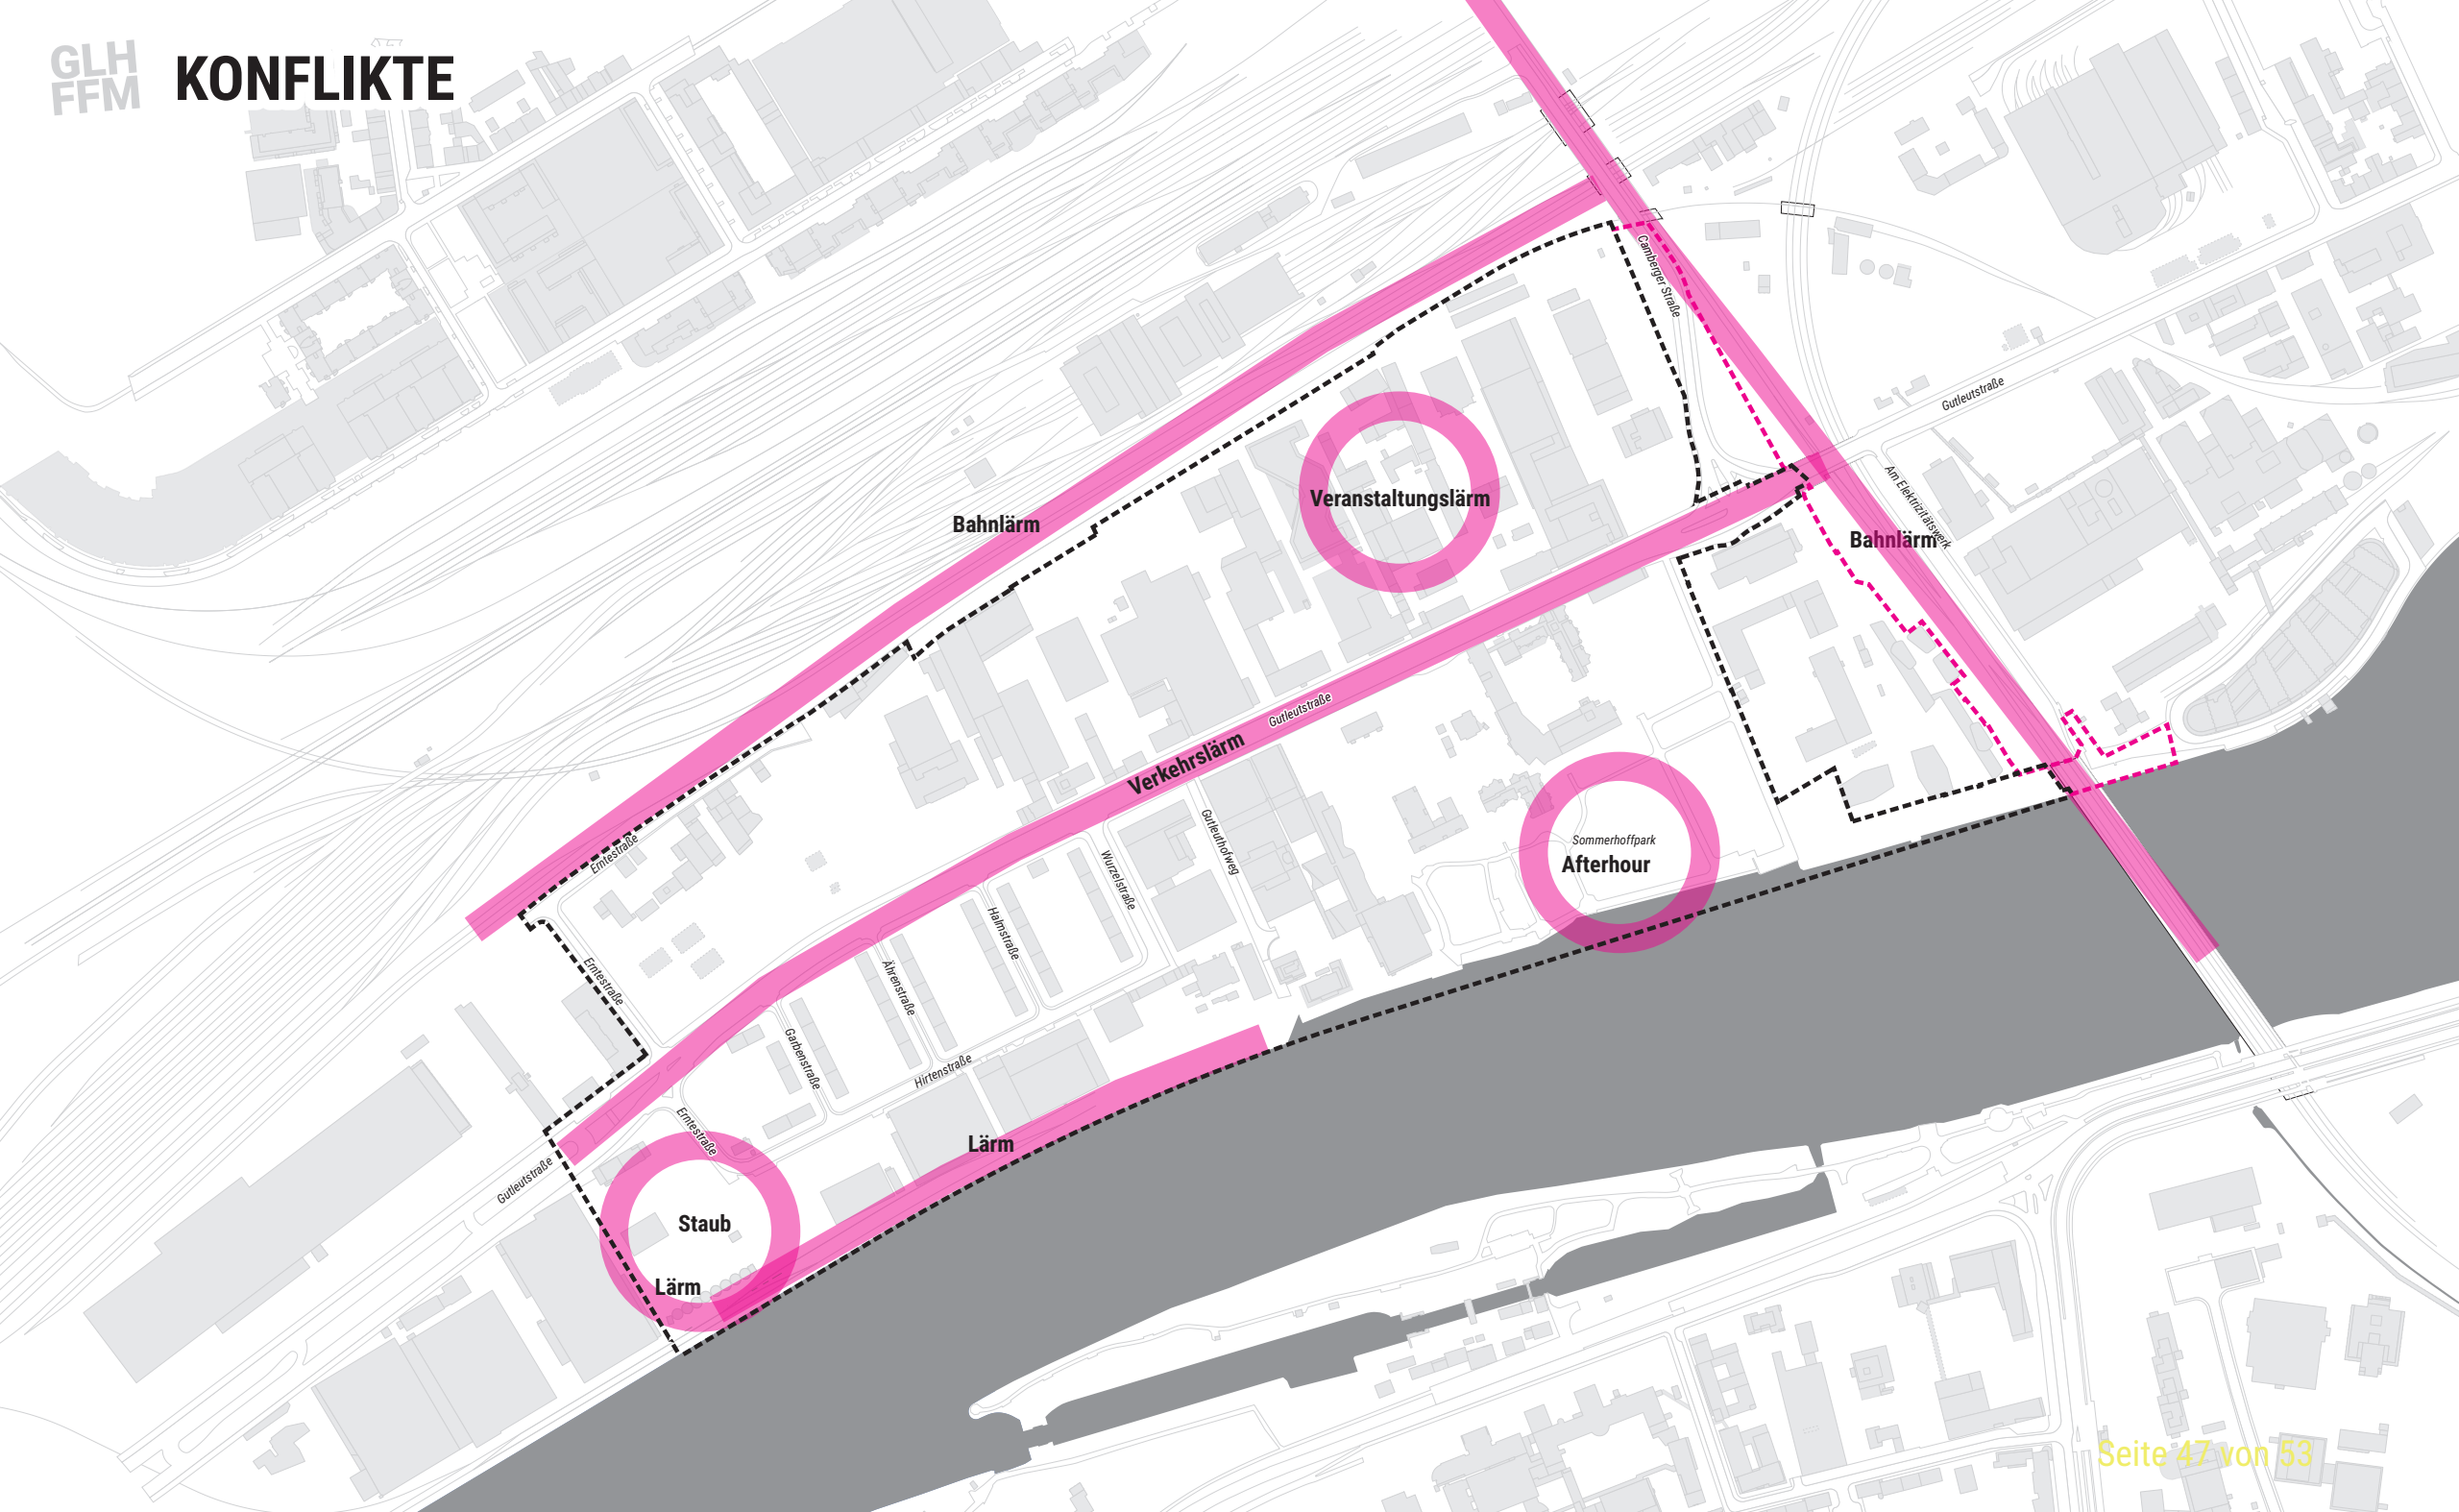 GLH
FFM
KONFLIKTE
Camberger Straße
Gutleutstraße
Veranstaltungslärm
Bahnlärm
Am Elektrizitätswerk
Bahnlärm
Gutleutstraße
Verkehrslärm
Sommerhoffpark
Afterhour
Erntestraße
Gutleuthofweg
Wurzelstraße
Halmstraße
Ährenstraße
Erntestraße
Garbenstraße
Hirtenstraße
Erntestraße
Lärm
Gutleutstraße
Staub
Lärm
Seite 47 von 53